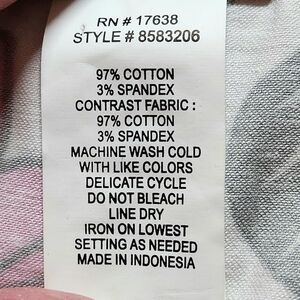 RN # 17638
STYLE # 8583206
97% COTTON
3% SPANDEX
CONTRAST FABRIC :
97% COTTON
3% SPANDEX
MACHINE WASH COLD
WITH LIKE COLORS
DELICATE CYCLE
DO NOT BLEACH
LINE DRY
IRON ON LOWEST
SETTING AS NEEDED
MADE IN INDONESIA